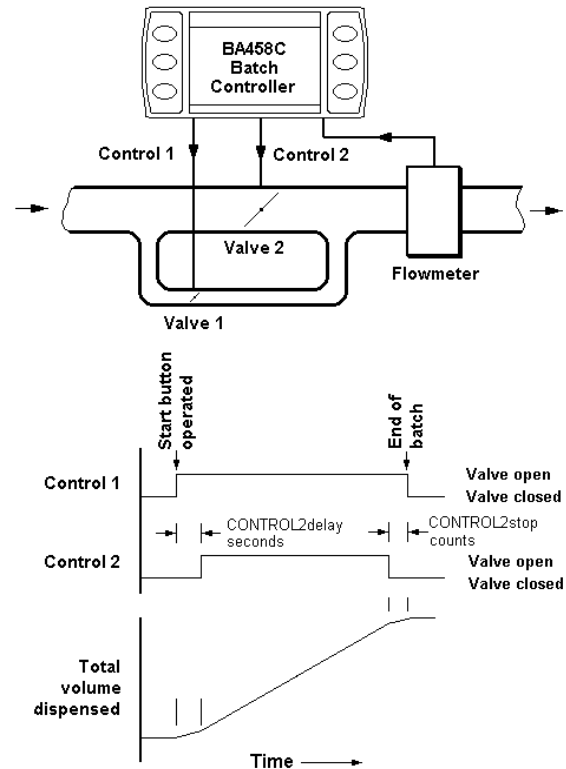 BA458C
Batch
Controller
Control 1
Control 2
Valve 2
Flowmeter
Valve 1
Start button
operated
End of
batch
Control 1
Valve open
Valve closed
CONTROL2delay
seconds
CONTROL2stop
counts
Control 2
Valve open
Valve closed
Total
volume
dispensed
Time